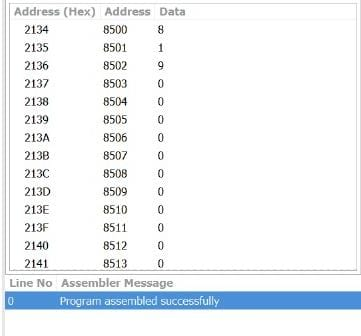 Address (Hex) Address Data
2134 8500 8
2135 8501 1
2136 8502 9
2137 8503 0
2138 8504 0
2139 8505 0
213A 8506 0
213B 8507 0
213C 8508 0
213D 8509 0
213E 8510 0
213F 8511 0
2140 8512 0
2141 8513 0
Line No Assembler Message
0 Program assembled successfully